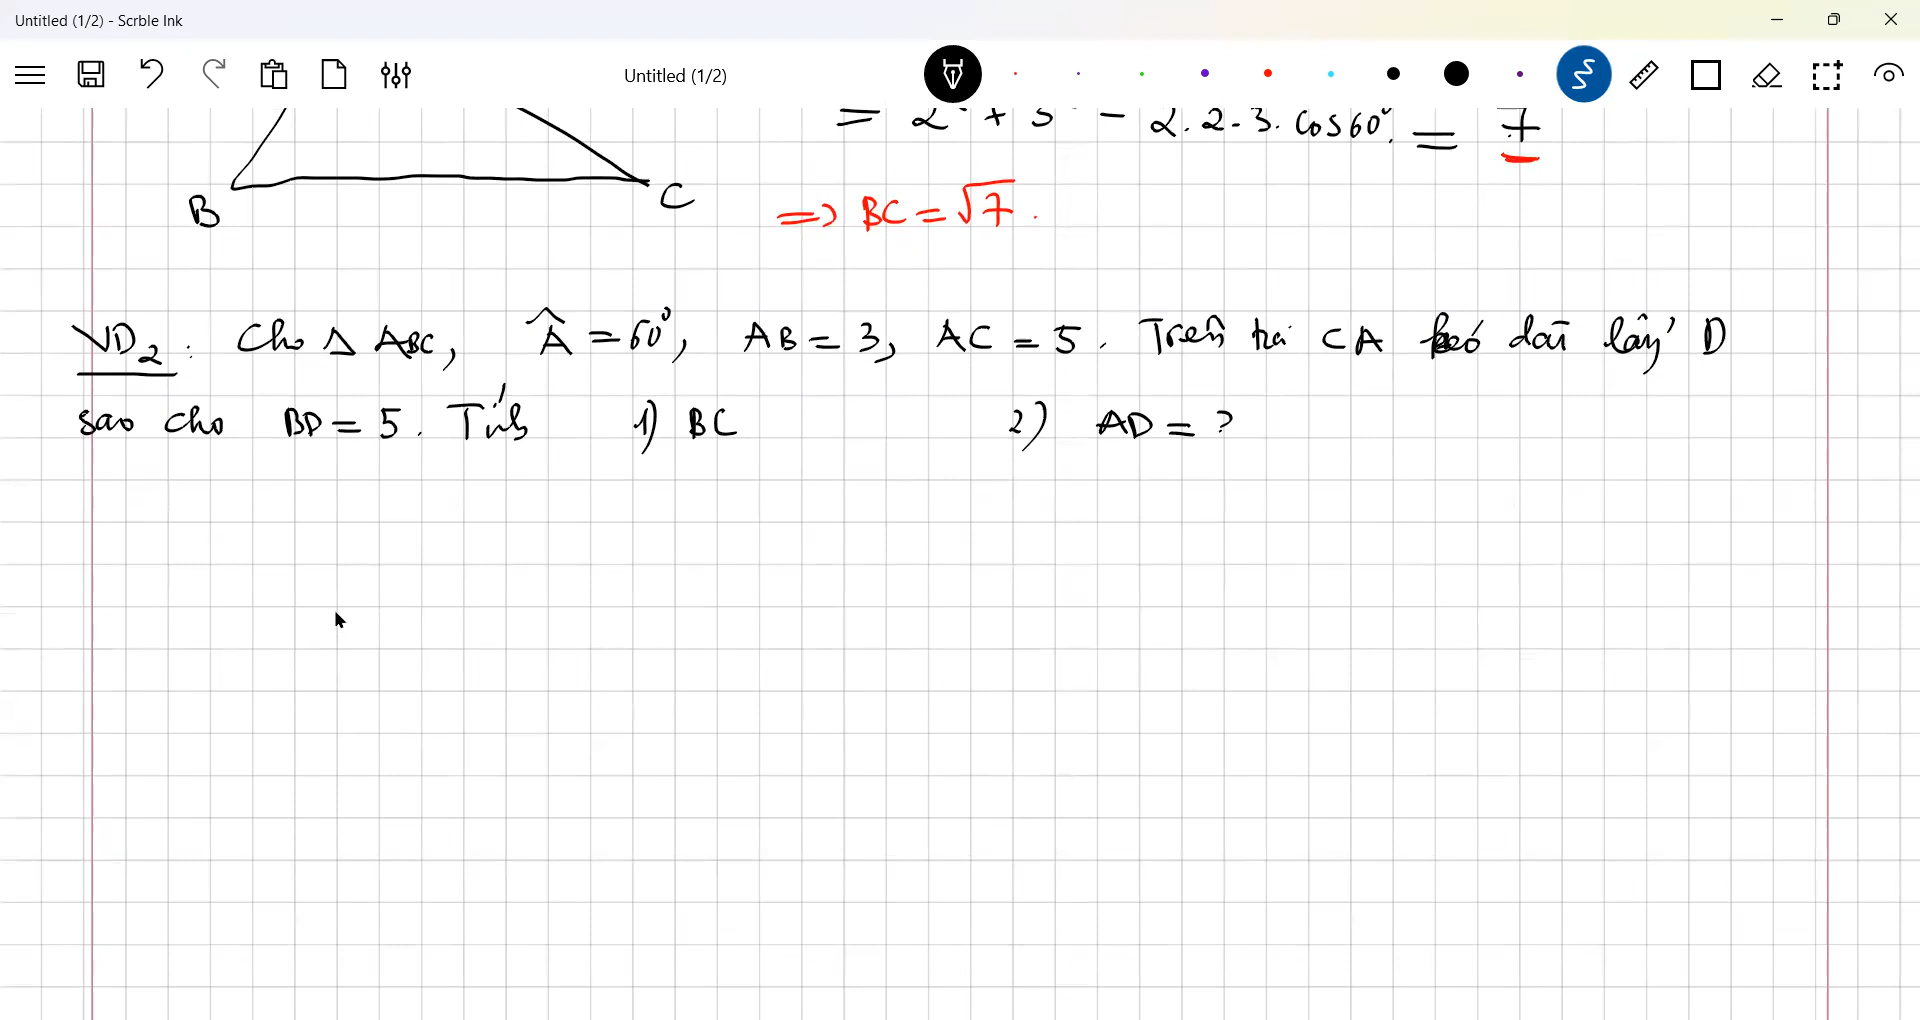 Untitled (1/2) - Scrble Ink
Untitled (1/2)
= 2² + 3² - 2.2.3. cos60°. = 7
B
C
=> BC = √7.
VD2: Cho Δ ABC, Â = 60°, AB = 3, AC = 5. Trên tia CA kéo dài lấy D
sao cho BD = 5. Tính 1) BC 2) AD = ?